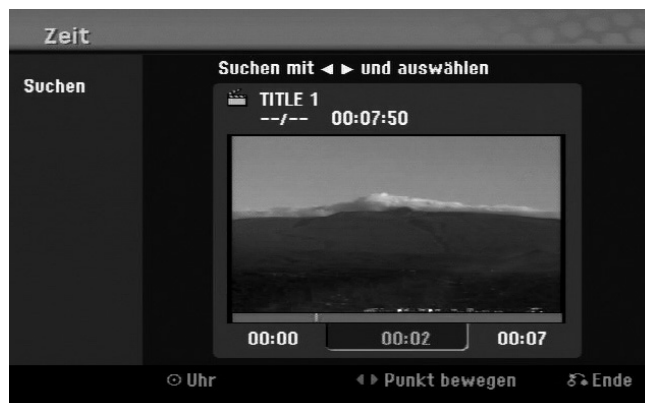 Zeit
Suchen
Suchen mit ◄ ► und auswählen
TITLE 1
--/-- 00:07:50
00:00 00:02 00:07
⊙ Uhr ◄► Punkt bewegen Ende